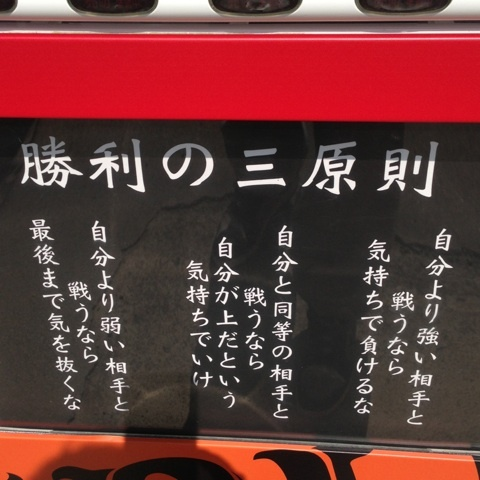 勝利の三原則
自分より強い相手と
戦うなら
気持ちで負けるな
自分と同等の相手と
戦うなら
自分が上だという
気持ちでいけ
自分より弱い相手と
戦うなら
最後まで気を抜くな